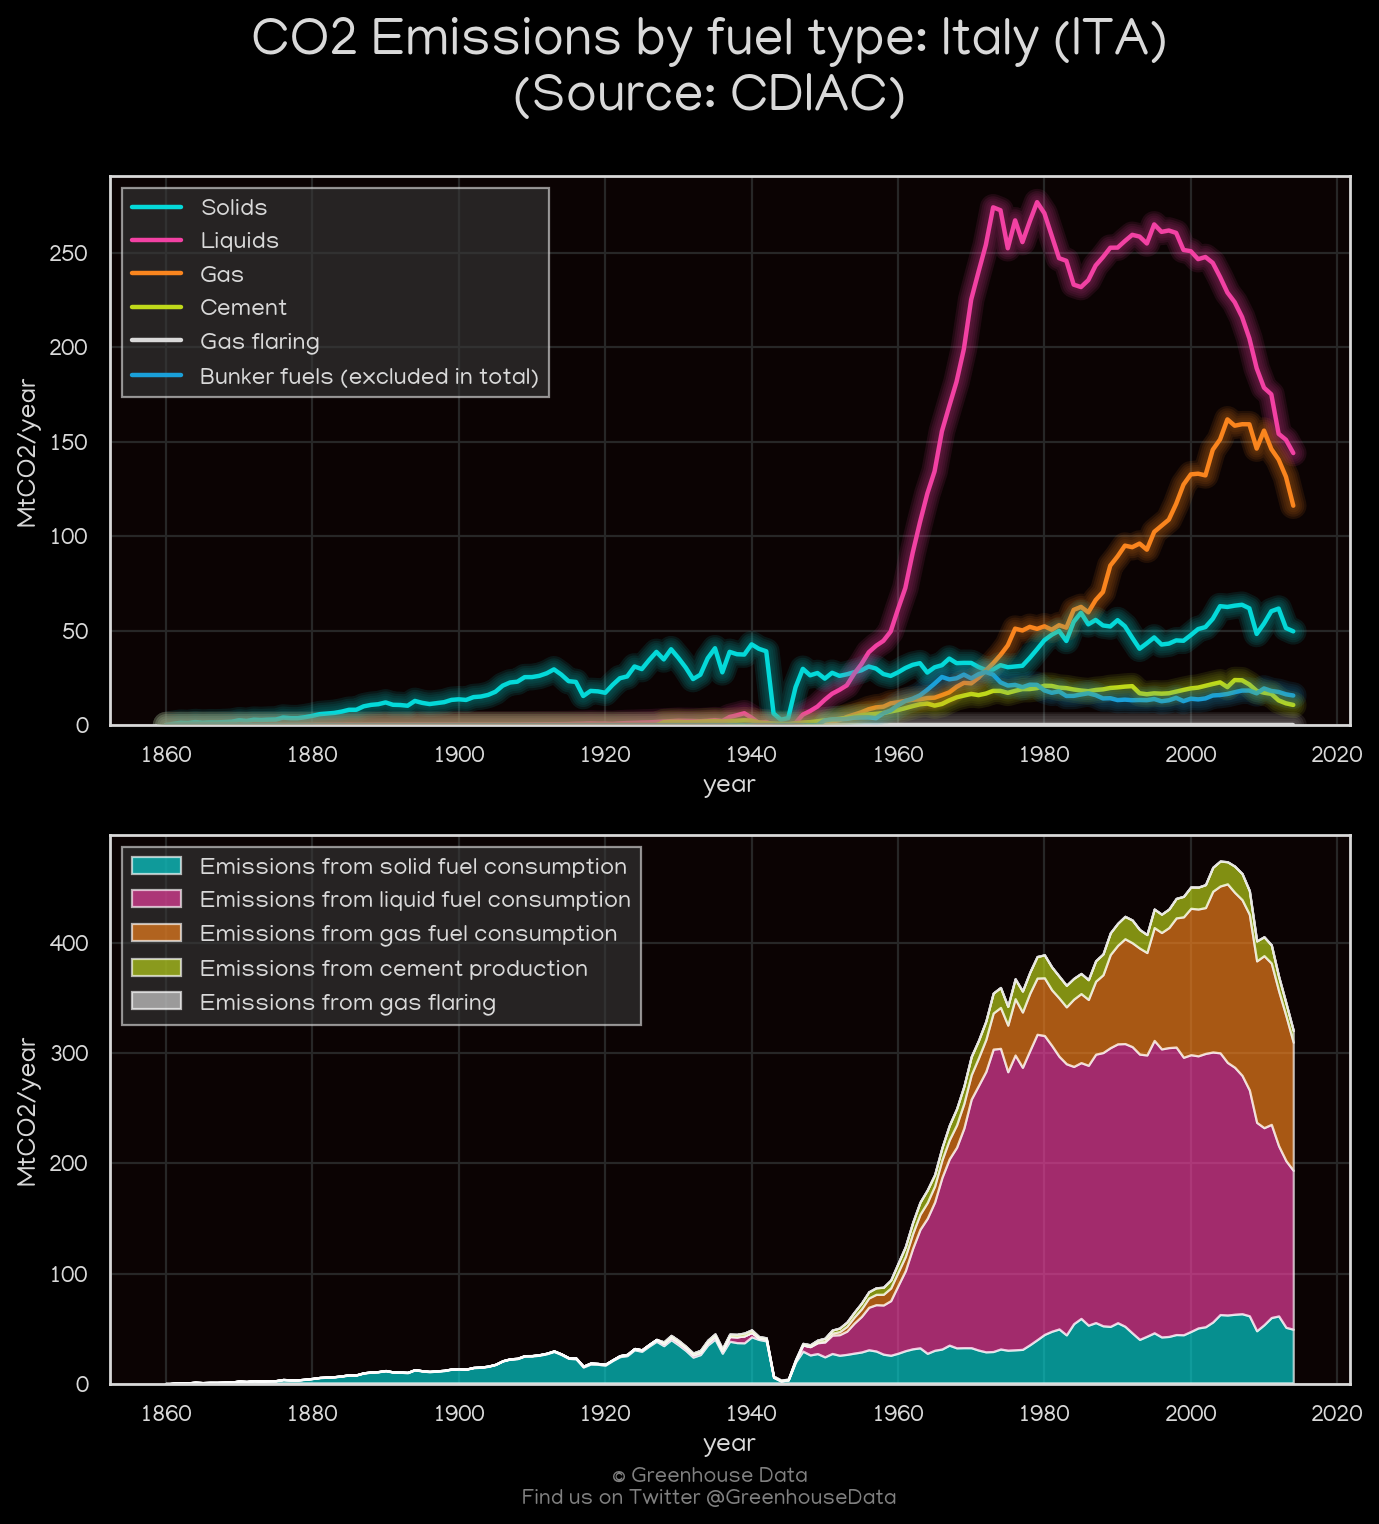 CO2 Emissions by fuel type: Italy (ITA)
(Source: CDIAC)
Solids
Liquids
Gas
Cement
Gas flaring
Bunker fuels (excluded in total)
MtCO2/year
250
200
150
100
50
0
1860 1880 1900 1920 1940 1960 1980 2000 2020
year
Emissions from solid fuel consumption
Emissions from liquid fuel consumption
Emissions from gas fuel consumption
Emissions from cement production
Emissions from gas flaring
MtCO2/year
400
300
200
100
0
1860 1880 1900 1920 1940 1960 1980 2000 2020
year
© Greenhouse Data
Find us on Twitter @GreenhouseData